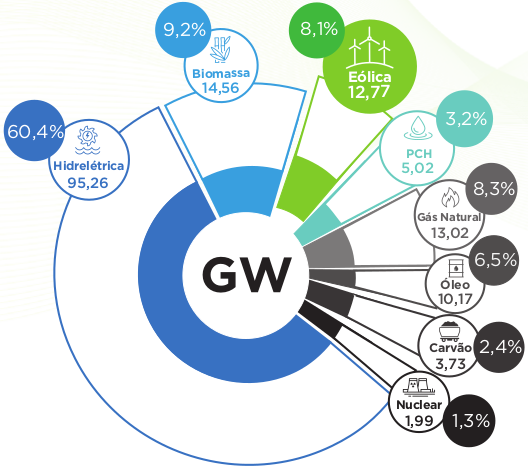 9,2%
Biomassa
14,56
8,1%
Eólica
12,77
60,4%
Hidrelétrica
95,26
3,2%
PCH
5,02
8,3%
Gás Natural
13,02
GW
6,5%
Óleo
10,17
Carvão
3,73
2,4%
Nuclear
1,99
1,3%